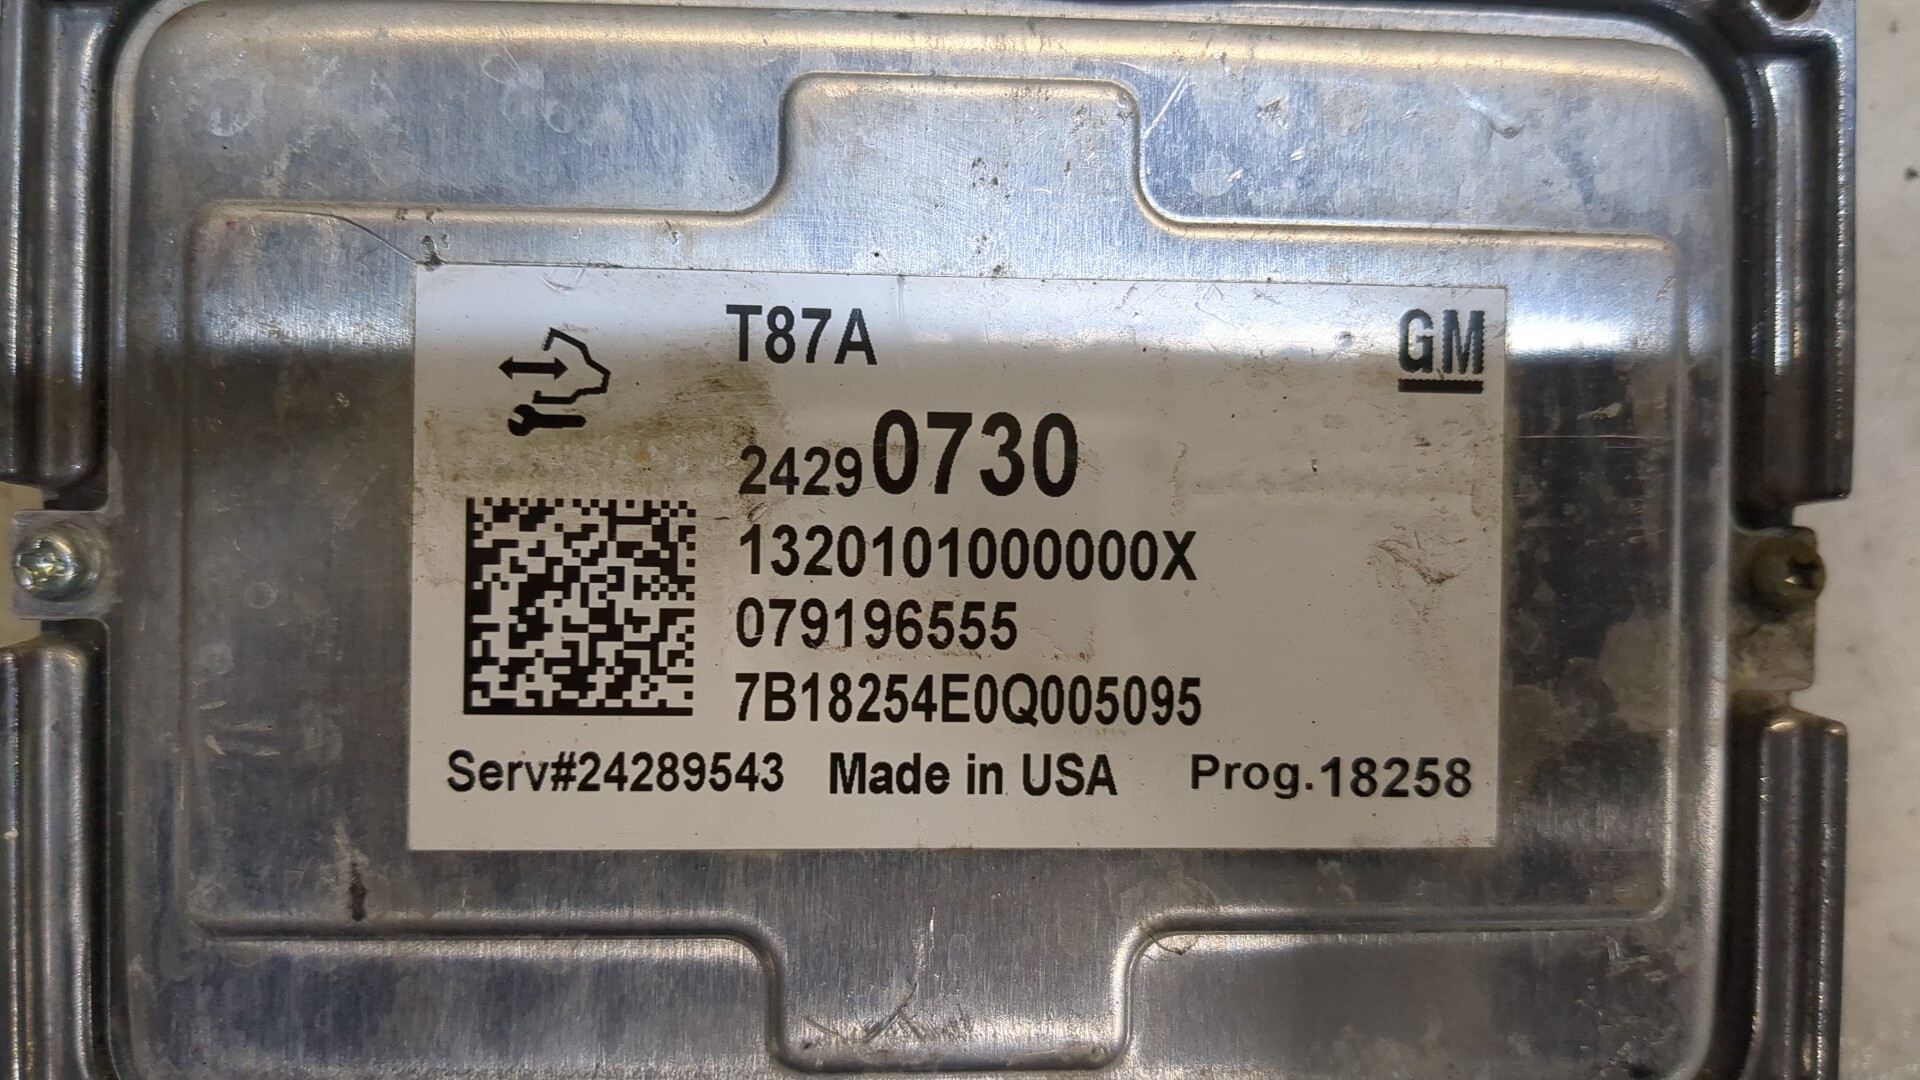 T87A
GM
24290730
1320101000000X
079196555
7B18254E0Q005095
Serv#24289543 Made in USA Prog.18258